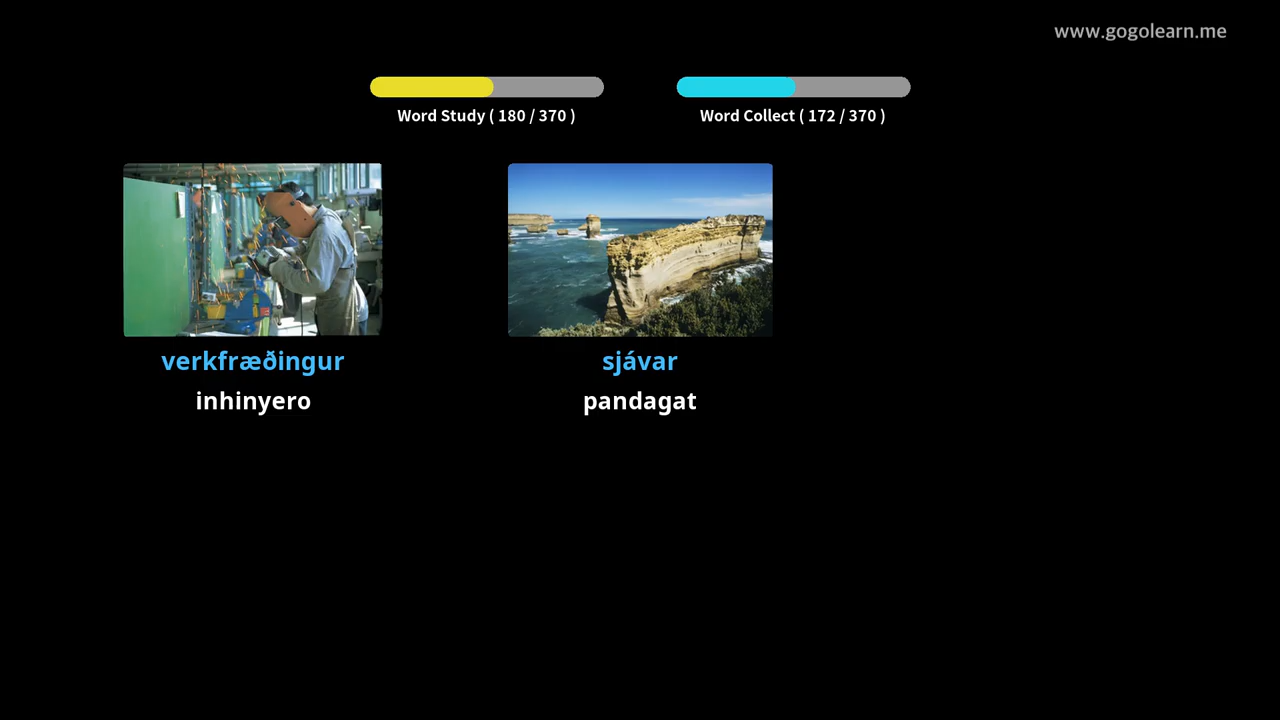 www.gogolearn.me
Word Study ( 180 / 370 )
Word Collect ( 172 / 370 )
verkfræðingur
inhinyero
sjávar
pandagat